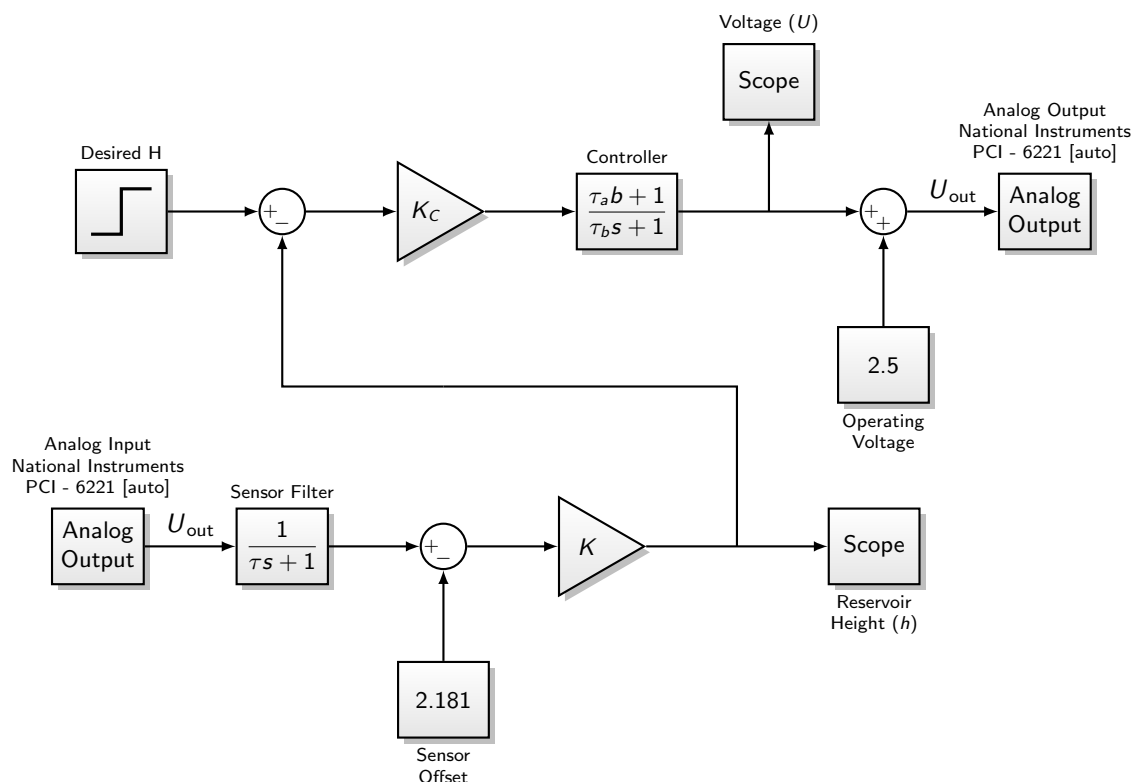 Voltage (U)
Scope
Analog Output
National Instruments
PCI - 6221 [auto]
Desired H
Controller
+
−
K_C
τ_a b + 1
τ_b s + 1
+
+
U_out
Analog
Output
2.5
Operating
Voltage
Analog Input
National Instruments
PCI - 6221 [auto]
Sensor Filter
Analog
Output
U_out
1
τs + 1
+
−
K
Scope
Reservoir
Height (h)
2.181
Sensor
Offset